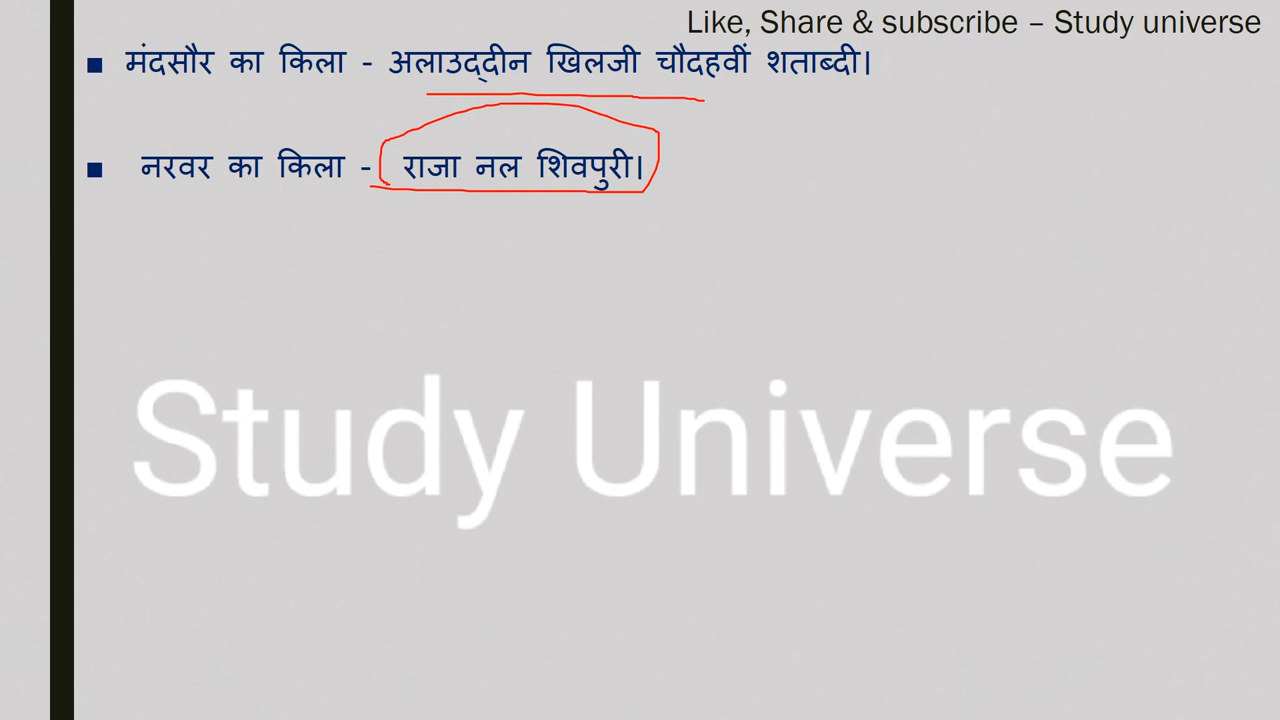 Like, Share & subscribe – Study universe
▪ मंदसौर का किला - अलाउद्दीन खिलजी चौदहवीं शताब्दी।
▪ नरवर का किला - राजा नल शिवपुरी।
Study Universe